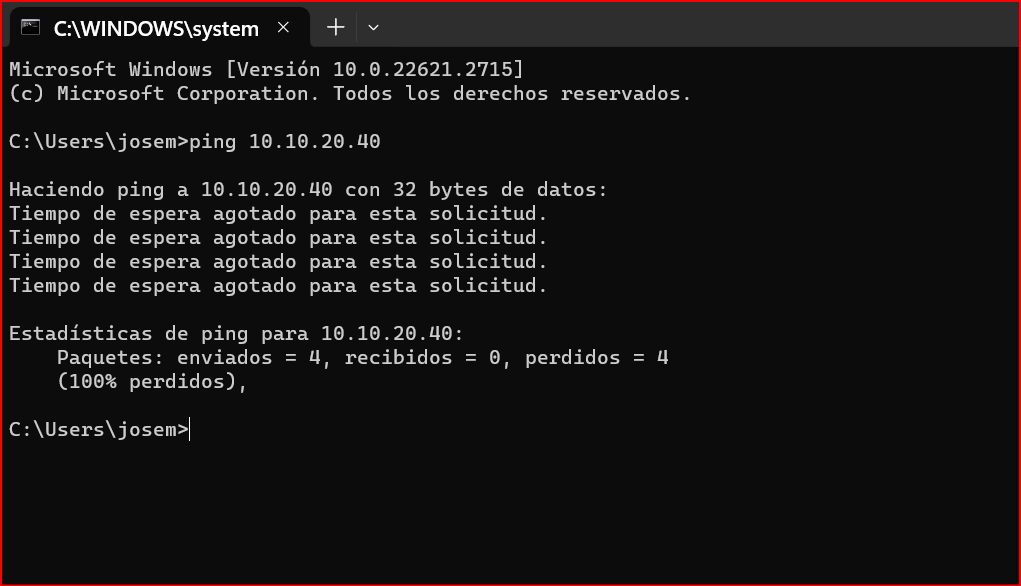 C:\WINDOWS\system
Microsoft Windows [Versión 10.0.22621.2715]
(c) Microsoft Corporation. Todos los derechos reservados.
C:\Users\josem>ping 10.10.20.40
Haciendo ping a 10.10.20.40 con 32 bytes de datos:
Tiempo de espera agotado para esta solicitud.
Tiempo de espera agotado para esta solicitud.
Tiempo de espera agotado para esta solicitud.
Tiempo de espera agotado para esta solicitud.
Estadísticas de ping para 10.10.20.40:
    Paquetes: enviados = 4, recibidos = 0, perdidos = 4
    (100% perdidos),
C:\Users\josem>